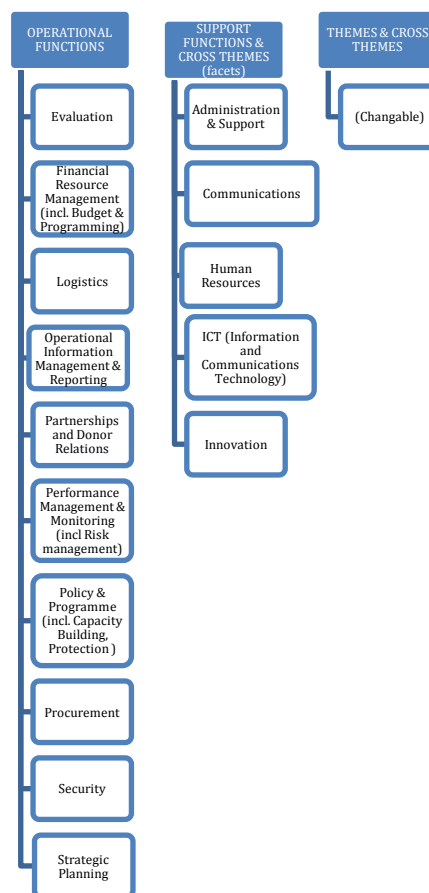 OPERATIONAL
FUNCTIONS
Evaluation
Financial
Resource
Management
(incl. Budget &
Programming)
Logistics
Operational
Information
Management &
Reporting
Partnerships
and Donor
Relations
Performance
Management &
Monitoring
(incl Risk
management)
Policy &
Programme
(incl. Capacity
Building,
Protection )
Procurement
Security
Strategic
Planning
SUPPORT
FUNCTIONS &
CROSS THEMES
(facets)
Administration
& Support
Communications
Human
Resources
ICT (Information
and
Communications
Technology)
Innovation
THEMES & CROSS
THEMES
(Changable)